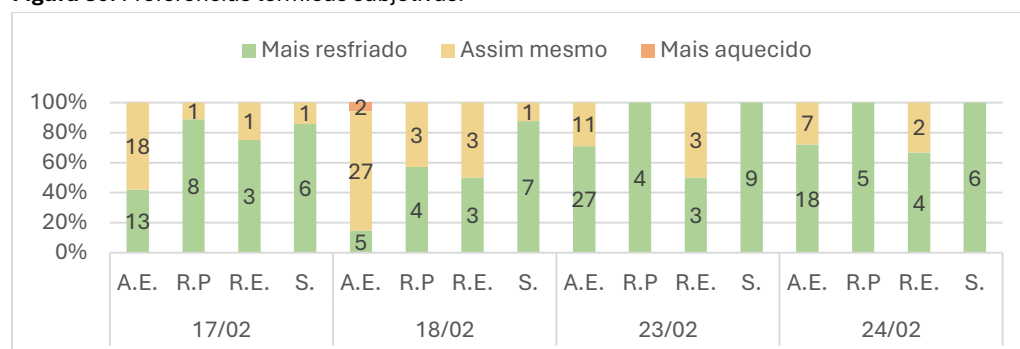 Mais resfriado Assim mesmo Mais aquecido
100% 2
80% 1 1 1 3 3 1 11 3 7 2
60% 18 27
40% 8 3 6 4 3 7 27 4 3 9 18 5 4 6
20% 13
0% 5
A.E. R.P R.E. S. A.E. R.P R.E. S. A.E. R.P R.E. S. A.E. R.P R.E. S.
17/02 18/02 23/02 24/02